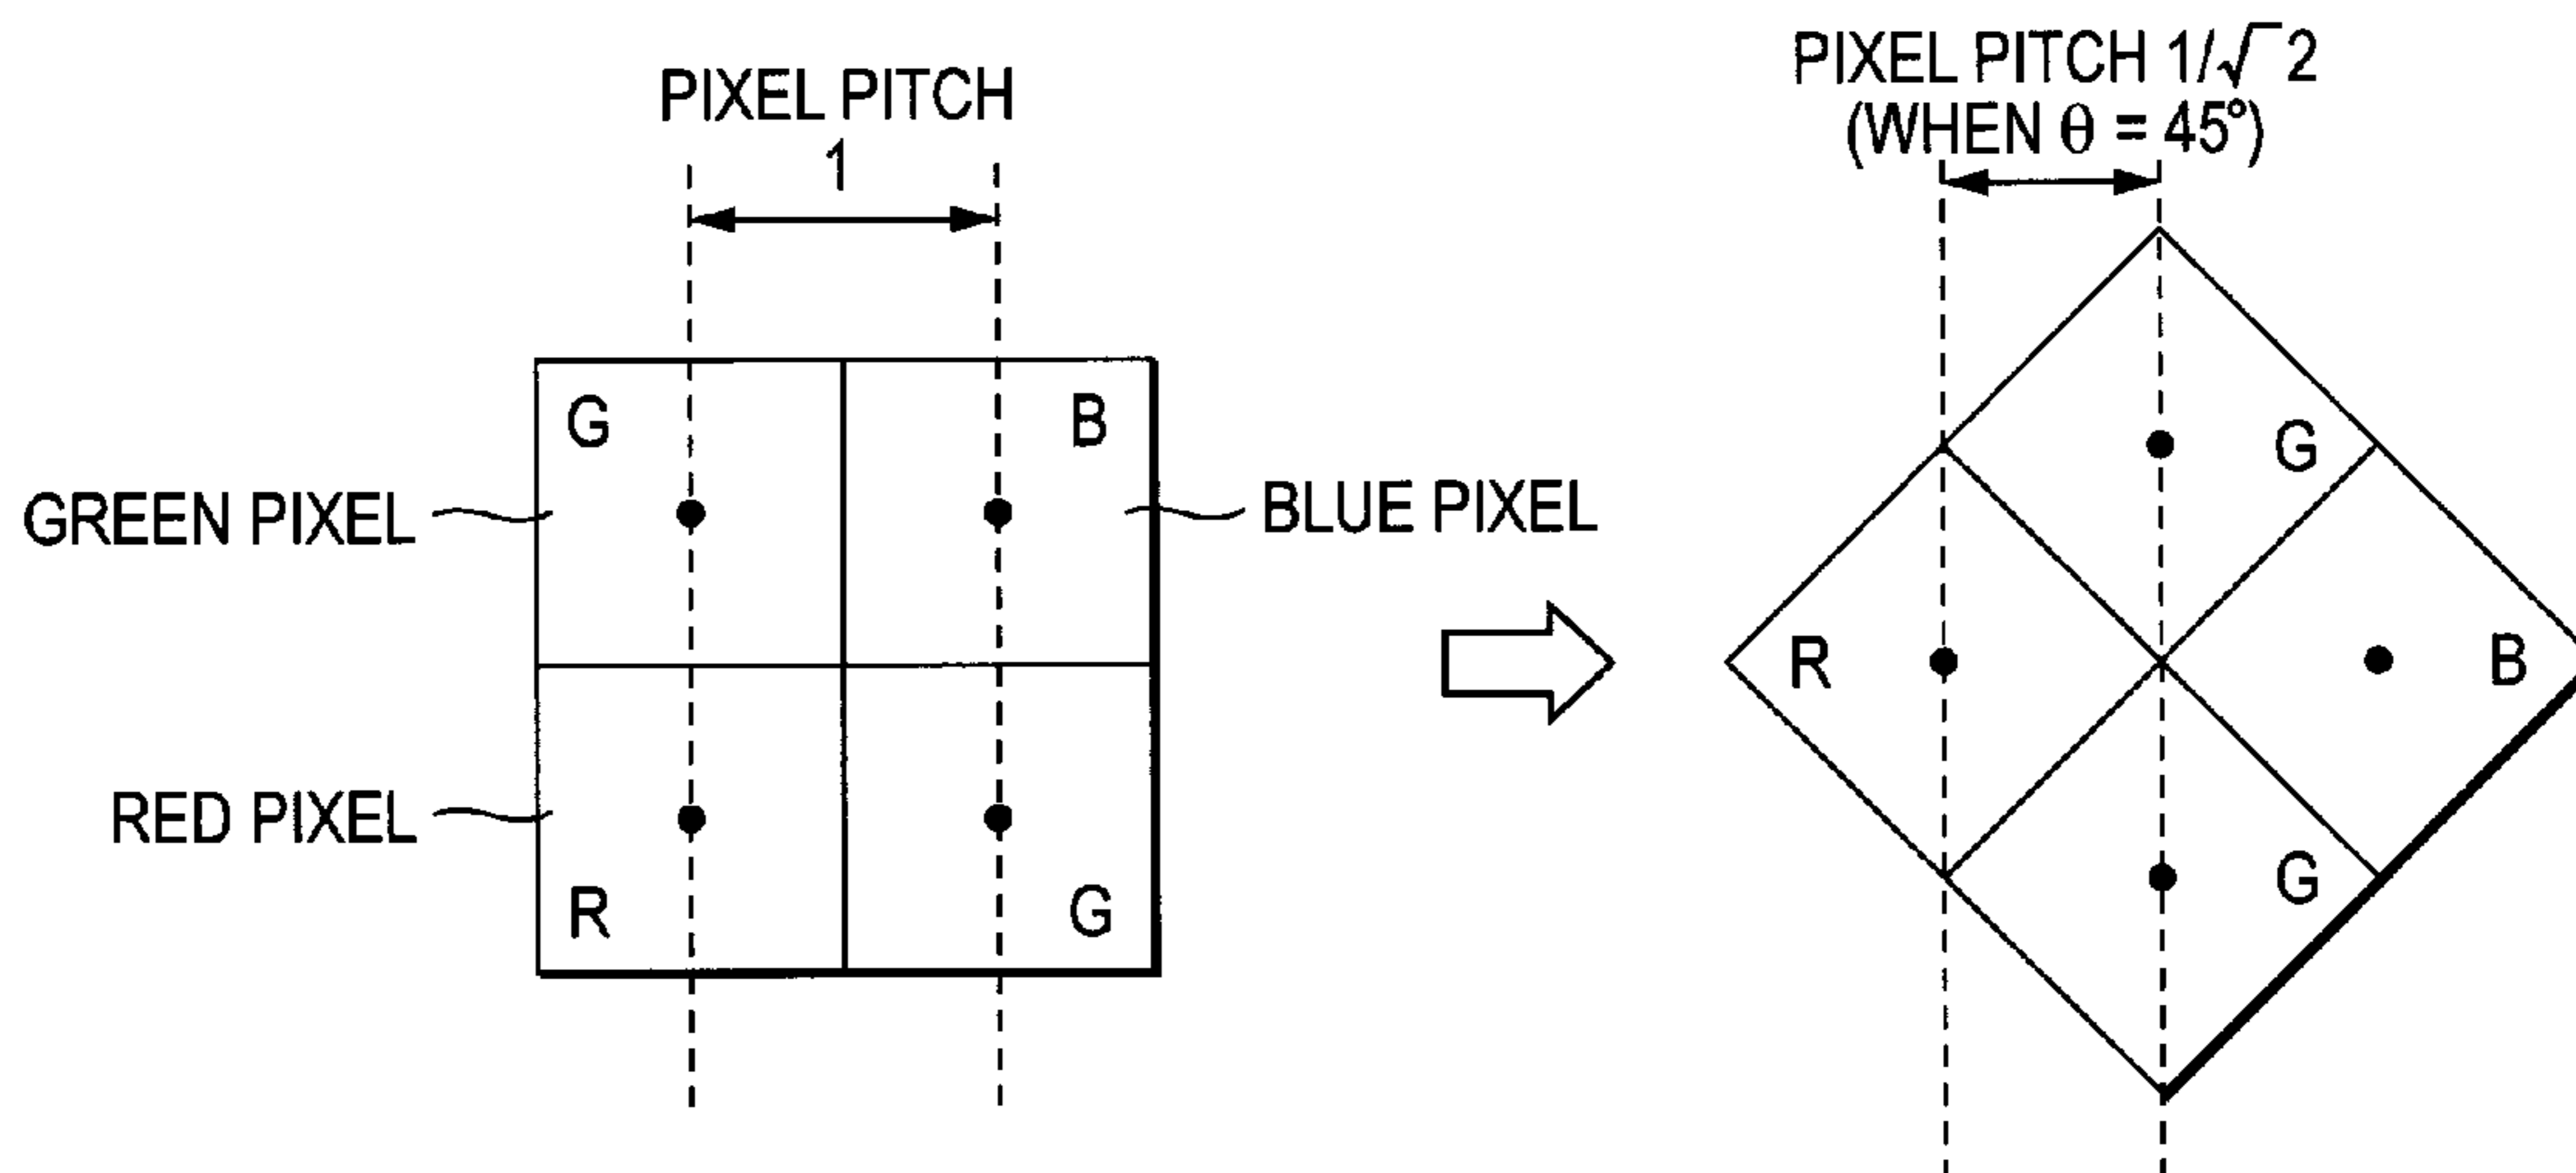 PIXEL PITCH
1
G
B
GREEN PIXEL
BLUE PIXEL
RED PIXEL
R
G
PIXEL PITCH 1/√2
(WHEN θ = 45°)
G
R
B
G